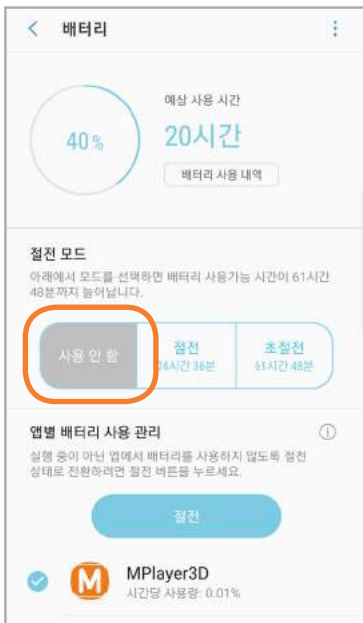 배터리
예상 사용 시간
40%
20시간
배터리 사용 내역
절전 모드
아래에서 모드를 선택하면 배터리 사용가능 시간이 61시간
48분까지 늘어납니다.
사용 안 함
절전
초절전
24시간 36분
61시간 48분
앱별 배터리 사용 관리
실행 중이 아닌 앱에서 배터리를 사용하지 않도록 절전
상태로 전환하려면 절전 버튼을 누르세요.
절전
M
MPlayer3D
시간당 사용량: 0.01%